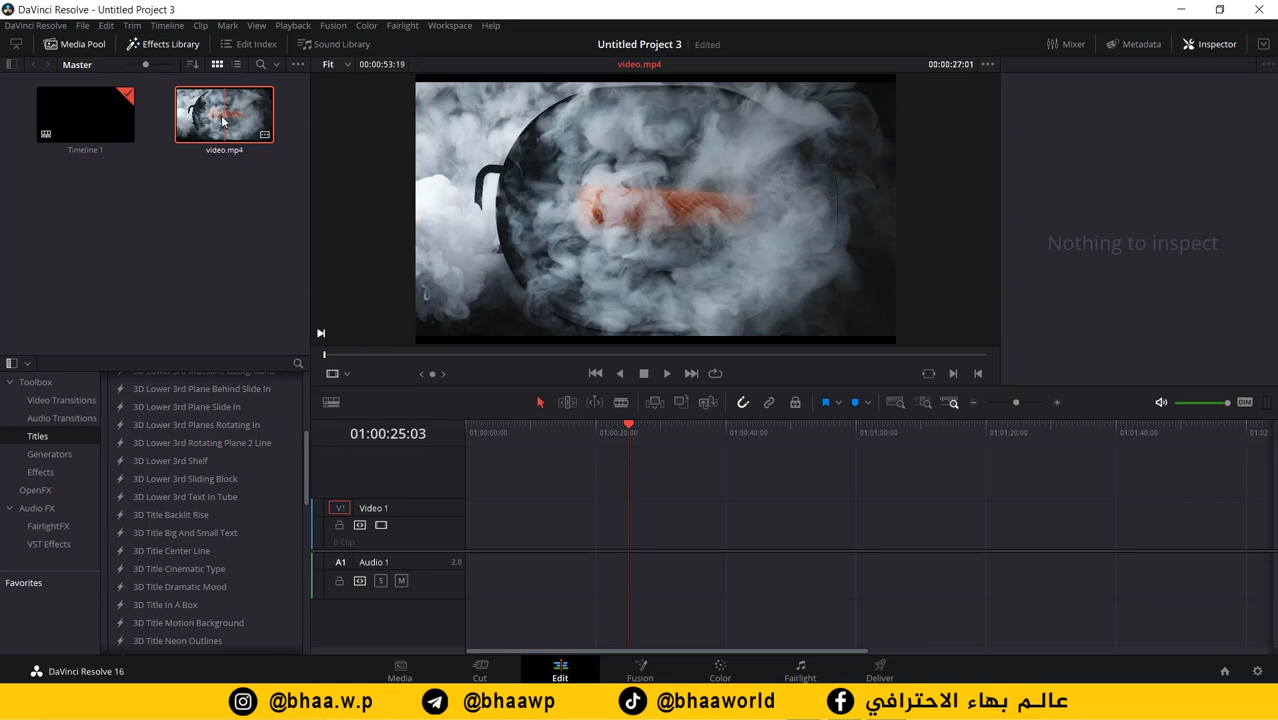 DaVinci Resolve - Untitled Project 3
DaVinci Resolve File Edit Trim Timeline Clip Mark View Playback Fusion Color Fairlight Workspace Help
Media Pool Effects Library Edit Index Sound Library Untitled Project 3 Edited Mixer Metadata Inspector
Master Fit 00:00:53:19 video.mp4 00:00:27:01
Timeline 1 video.mp4
Nothing to inspect
Toolbox
Video Transitions
Audio Transitions
Titles
Generators
Effects
OpenFX
Audio FX
FairlightFX
VST Effects
Favorites
3D Lower 3rd Plane Behind Slide In
3D Lower 3rd Plane Slide In
3D Lower 3rd Planes Rotating In
3D Lower 3rd Rotating Plane 2 Line
3D Lower 3rd Shelf
3D Lower 3rd Sliding Block
3D Lower 3rd Text In Tube
3D Title Backlit Rise
3D Title Big And Small Text
3D Title Center Line
3D Title Cinematic Type
3D Title Dramatic Mood
3D Title In A Box
3D Title Motion Background
3D Title Neon Outlines
DIM
01:00:25:03 01:00:00:00 01:00:20:00 01:00:40:00 01:01:00:00 01:01:20:00 01:01:40:00 01:02
V1 Video 1
0 Clip
A1 Audio 1 2.0
S M
DaVinci Resolve 16 Media Cut Edit Fusion Color Fairlight Deliver
@bhaa.w.p @bhaawp @bhaaworld عالم بهاء الاحترافي